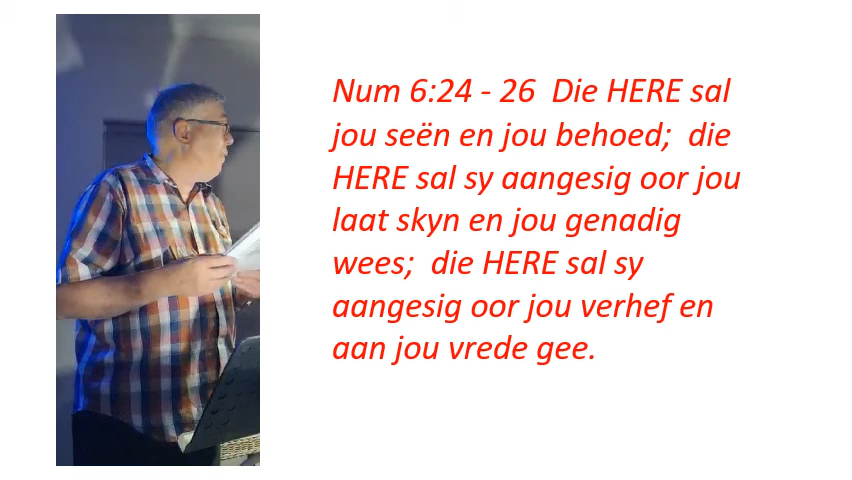 Num 6:24 - 26  Die HERE sal
jou seën en jou behoed;  die
HERE sal sy aangesig oor jou
laat skyn en jou genadig
wees;  die HERE sal sy
aangesig oor jou verhef en
aan jou vrede gee.